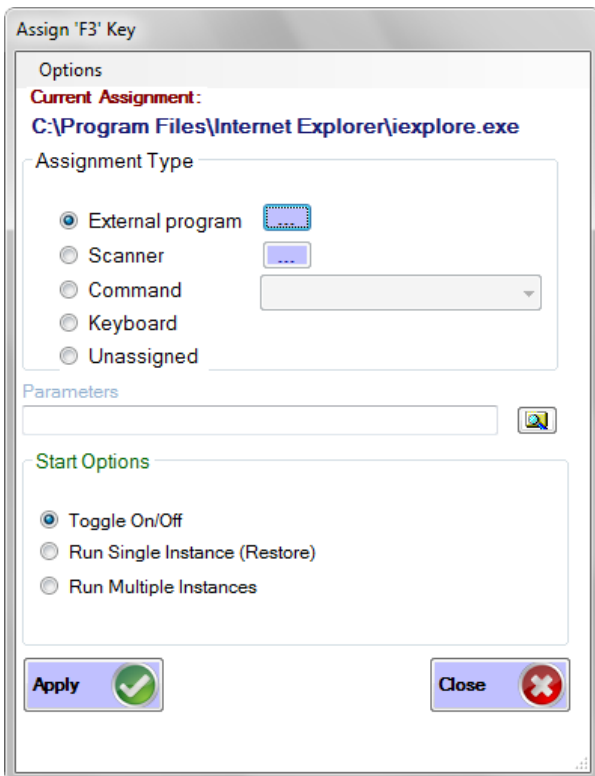 Assign 'F3' Key
Options
Current Assignment:
C:\Program Files\Internet Explorer\iexplore.exe
Assignment Type
External program ...
Scanner ...
Command
Keyboard
Unassigned
Parameters
Start Options
Toggle On/Off
Run Single Instance (Restore)
Run Multiple Instances
Apply Close